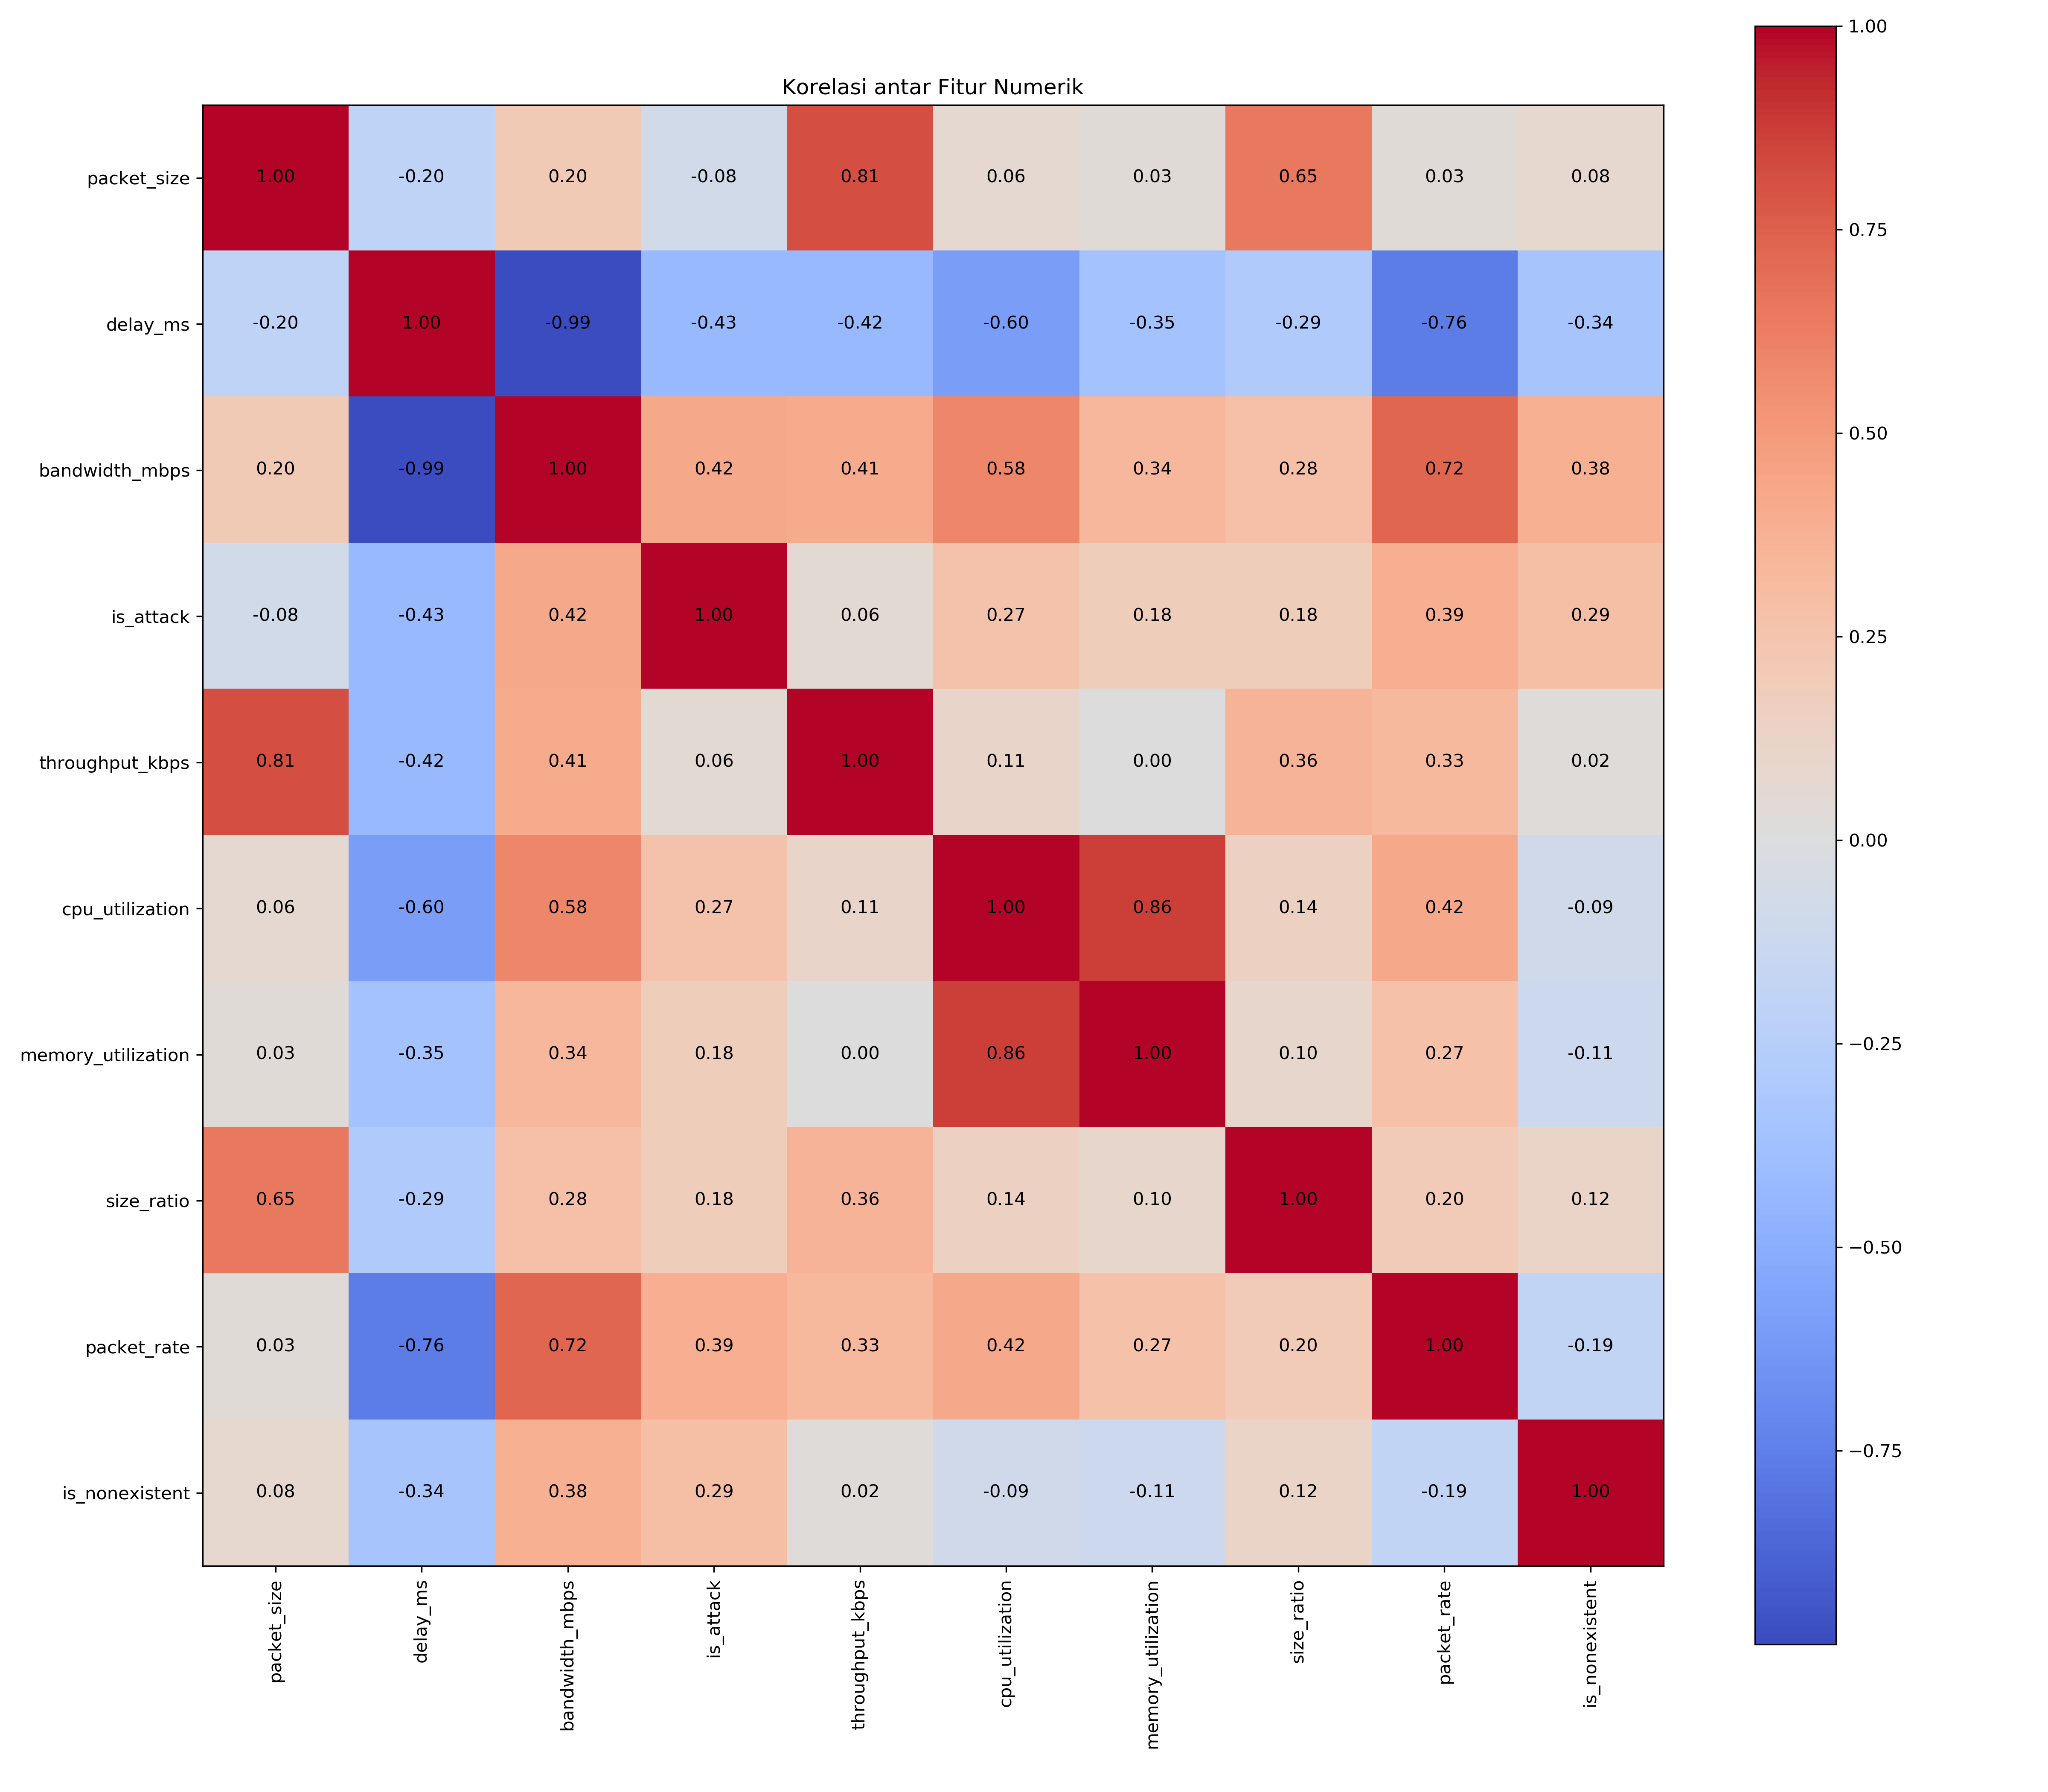 Korelasi antar Fitur Numerik
packet_size 1.00 -0.20 0.20 -0.08 0.81 0.06 0.03 0.65 0.03 0.08
delay_ms -0.20 1.00 -0.99 -0.43 -0.42 -0.60 -0.35 -0.29 -0.76 -0.34
bandwidth_mbps 0.20 -0.99 1.00 0.42 0.41 0.58 0.34 0.28 0.72 0.38
is_attack -0.08 -0.43 0.42 1.00 0.06 0.27 0.18 0.18 0.39 0.29
throughput_kbps 0.81 -0.42 0.41 0.06 1.00 0.11 0.00 0.36 0.33 0.02
cpu_utilization 0.06 -0.60 0.58 0.27 0.11 1.00 0.86 0.14 0.42 -0.09
memory_utilization 0.03 -0.35 0.34 0.18 0.00 0.86 1.00 0.10 0.27 -0.11
size_ratio 0.65 -0.29 0.28 0.18 0.36 0.14 0.10 1.00 0.20 0.12
packet_rate 0.03 -0.76 0.72 0.39 0.33 0.42 0.27 0.20 1.00 -0.19
is_nonexistent 0.08 -0.34 0.38 0.29 0.02 -0.09 -0.11 0.12 -0.19 1.00
packet_size
delay_ms
bandwidth_mbps
is_attack
throughput_kbps
cpu_utilization
memory_utilization
size_ratio
packet_rate
is_nonexistent
1.00
0.75
0.50
0.25
0.00
−0.25
−0.50
−0.75